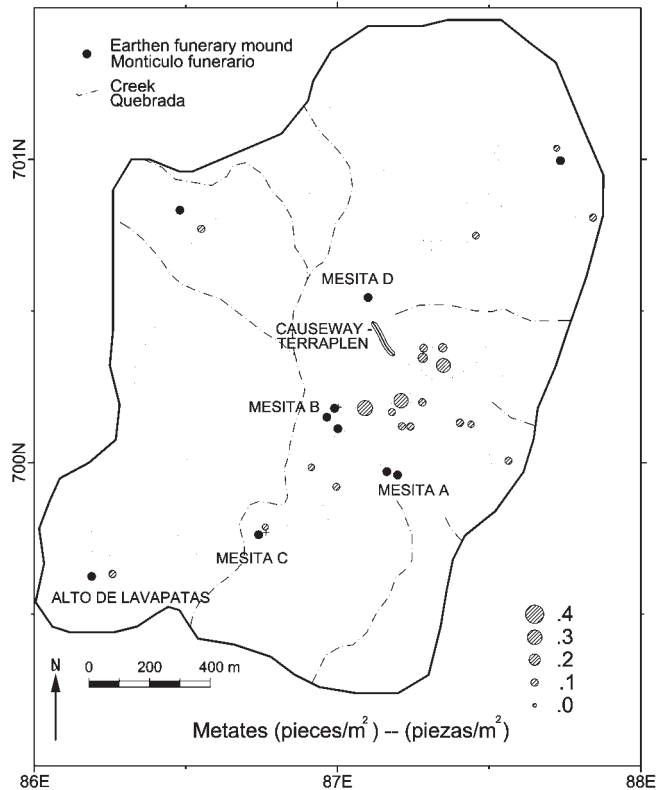 Earthen funerary mound
Monticulo funerario
Creek
Quebrada
701N
MESITA D
CAUSEWAY -
TERRAPLEN
MESITA B
700N
MESITA A
MESITA C
ALTO DE LAVAPATAS
.4
.3
.2
.1
.0
N
0 200 400 m
Metates (pieces/m²) -- (piezas/m²)
86E 87E 88E